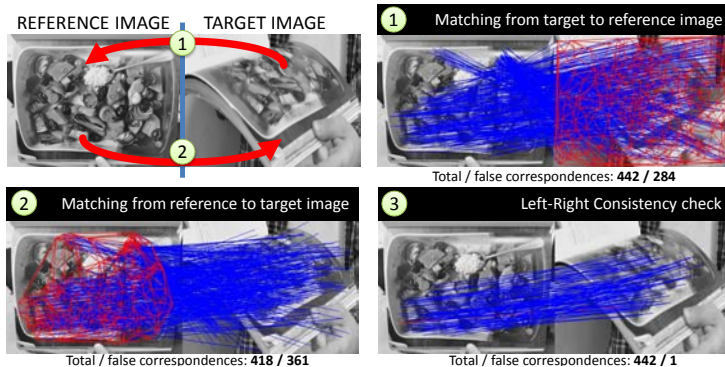 REFERENCE IMAGE
TARGET IMAGE
1
2
1 Matching from target to reference image
Total / false correspondences: 442 / 284
2 Matching from reference to target image
Total / false correspondences: 418 / 361
3 Left-Right Consistency check
Total / false correspondences: 442 / 1